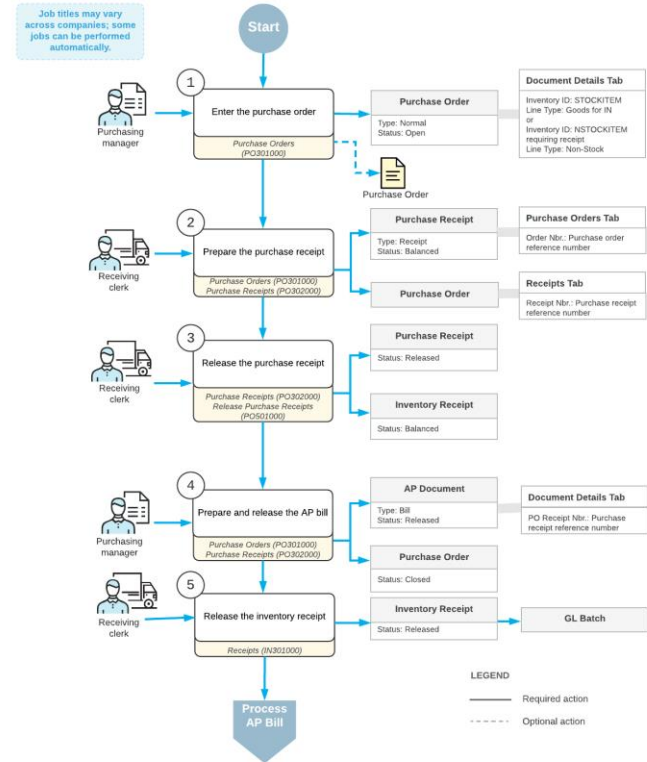 Job titles may vary
across companies; some
jobs can be performed
automatically.
Start
1
Enter the purchase order
Purchase Orders
(PO301000)
Purchasing
manager
Purchase Order
Type: Normal
Status: Open
Document Details Tab
Inventory ID: STOCKITEM
Line Type: Goods for IN
or
Inventory ID: NSTOCKITEM
requiring receipt
Line Type: Non-Stock
Purchase Order
2
Prepare the purchase receipt
Purchase Orders (PO301000)
Purchase Receipts (PO302000)
Receiving
clerk
Purchase Receipt
Type: Receipt
Status: Balanced
Purchase Orders Tab
Order Nbr.: Purchase order
reference number
Purchase Order
Receipts Tab
Receipt Nbr.: Purchase receipt
reference number
3
Release the purchase receipt
Purchase Receipts (PO302000)
Release Purchase Receipts
(PO501000)
Receiving
clerk
Purchase Receipt
Status: Released
Inventory Receipt
Status: Balanced
4
Prepare and release the AP bill
Purchase Orders (PO301000)
Purchase Receipts (PO302000)
Purchasing
manager
AP Document
Type: Bill
Status: Released
Document Details Tab
PO Receipt Nbr.: Purchase
receipt reference number
Purchase Order
Status: Closed
5
Release the inventory receipt
Receipts (IN301000)
Receiving
clerk
Inventory Receipt
Status: Released
GL Batch
Process
AP Bill
LEGEND
Required action
Optional action